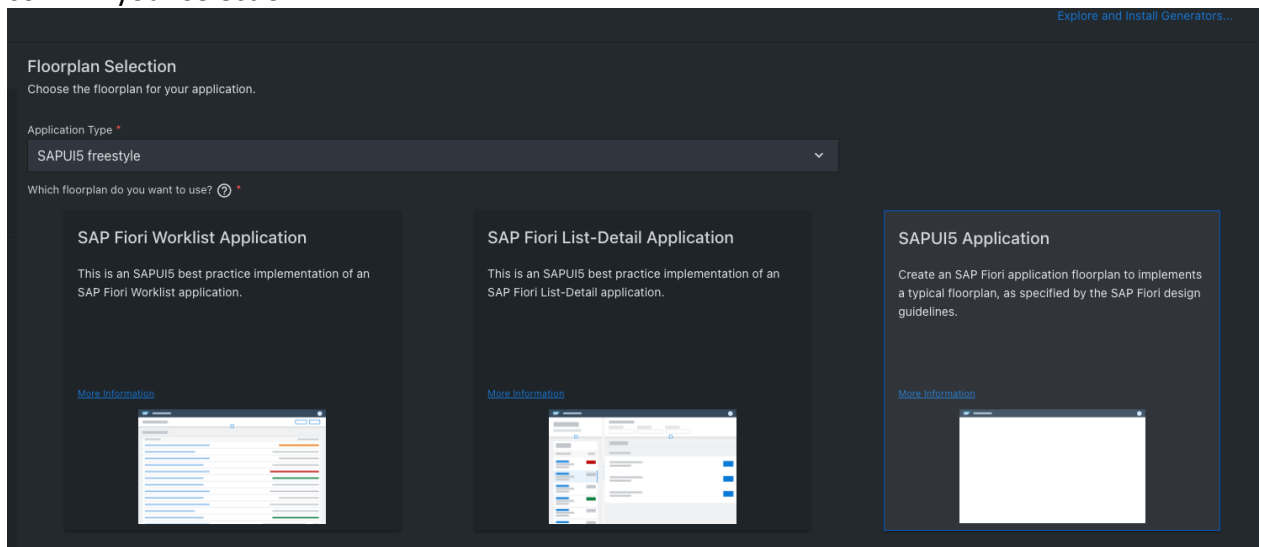 Explore and Install Generators...
Floorplan Selection
Choose the floorplan for your application.
Application Type *
SAPUI5 freestyle
Which floorplan do you want to use? *
SAP Fiori Worklist Application
This is an SAPUI5 best practice implementation of an
SAP Fiori Worklist application.
More Information
SAP Fiori List-Detail Application
This is an SAPUI5 best practice implementation of an
SAP Fiori List-Detail application.
More Information
SAPUI5 Application
Create an SAP Fiori application floorplan to implements
a typical floorplan, as specified by the SAP Fiori design
guidelines.
More Information